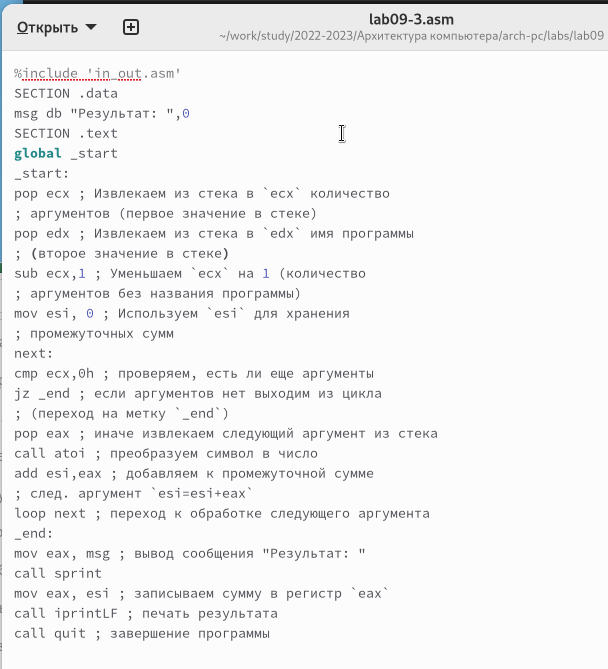 lab09-3.asm
Открыть
~/work/study/2022-2023/Архитектура компьютера/arch-pc/labs/lab09
%include 'in_out.asm'
SECTION .data
msg db "Результат: ",0
SECTION .text
global _start
_start:
pop ecx ; Извлекаем из стека в `ecx` количество
; аргументов (первое значение в стеке)
pop edx ; Извлекаем из стека в `edx` имя программы
; (второе значение в стеке)
sub ecx,1 ; Уменьшаем `ecx` на 1 (количество
; аргументов без названия программы)
mov esi, 0 ; Используем `esi` для хранения
; промежуточных сумм
next:
cmp ecx,0h ; проверяем, есть ли еще аргументы
jz _end ; если аргументов нет выходим из цикла
; (переход на метку `_end`)
pop eax ; иначе извлекаем следующий аргумент из стека
call atoi ; преобразуем символ в число
add esi,eax ; добавляем к промежуточной сумме
; след. аргумент `esi=esi+eax`
loop next ; переход к обработке следующего аргумента
_end:
mov eax, msg ; вывод сообщения "Результат: "
call sprint
mov eax, esi ; записываем сумму в регистр `eax`
call iprintLF ; печать результата
call quit ; завершение программы